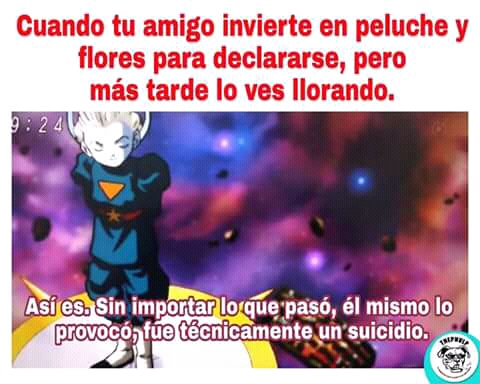 Cuando tu amigo invierte en peluche y
flores para declararse, pero
más tarde lo ves llorando.
9:24
Así es. Sin importar lo que pasó, él mismo lo
provocó, fue técnicamente un suicidio.
THEPHULP